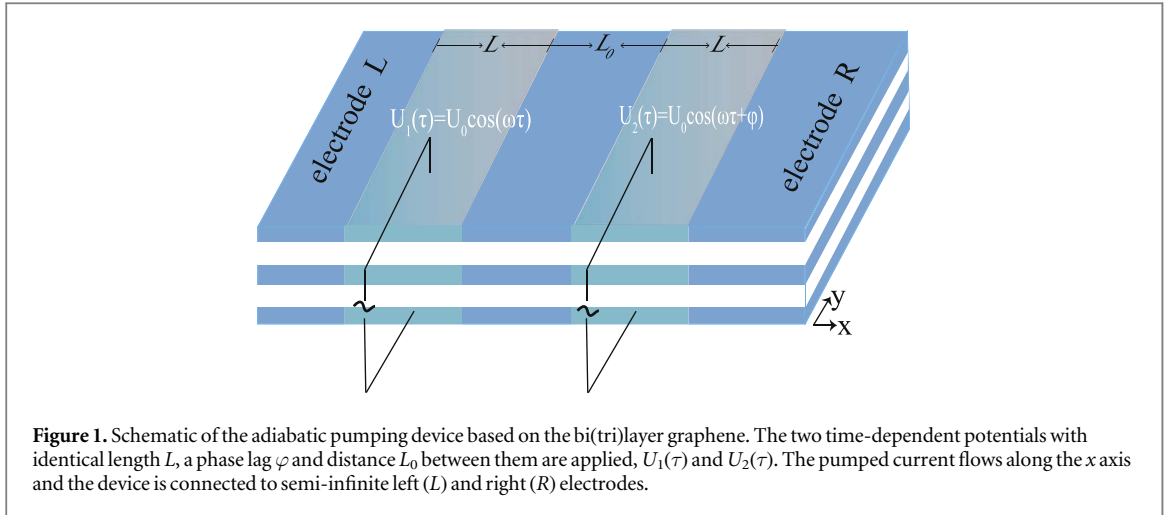 L L₀ L
U₁(τ)=U₀cos(ωτ) U₂(τ)=U₀cos(ωτ+φ)
electrode L electrode R
~ ~
y
x
Figure 1. Schematic of the adiabatic pumping device based on the bi(tri)layer graphene. The two time-dependent potentials with
identical length L, a phase lag φ and distance L₀ between them are applied, U₁(τ) and U₂(τ). The pumped current flows along the x axis
and the device is connected to semi-infinite left (L) and right (R) electrodes.